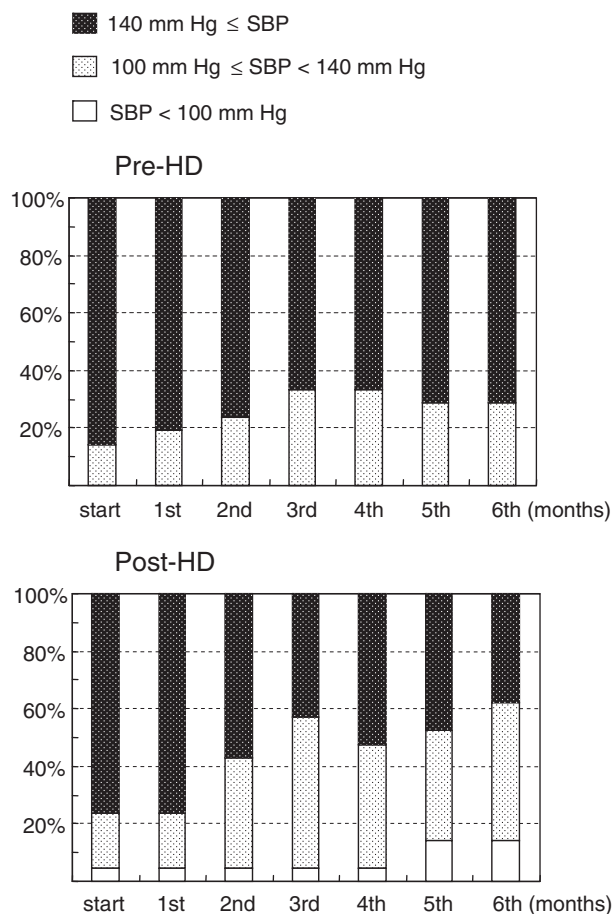 140 mm Hg ≤ SBP
100 mm Hg ≤ SBP < 140 mm Hg
SBP < 100 mm Hg
Pre-HD
100%
80%
60%
40%
20%
start 1st 2nd 3rd 4th 5th 6th (months)
Post-HD
100%
80%
60%
40%
20%
start 1st 2nd 3rd 4th 5th 6th (months)